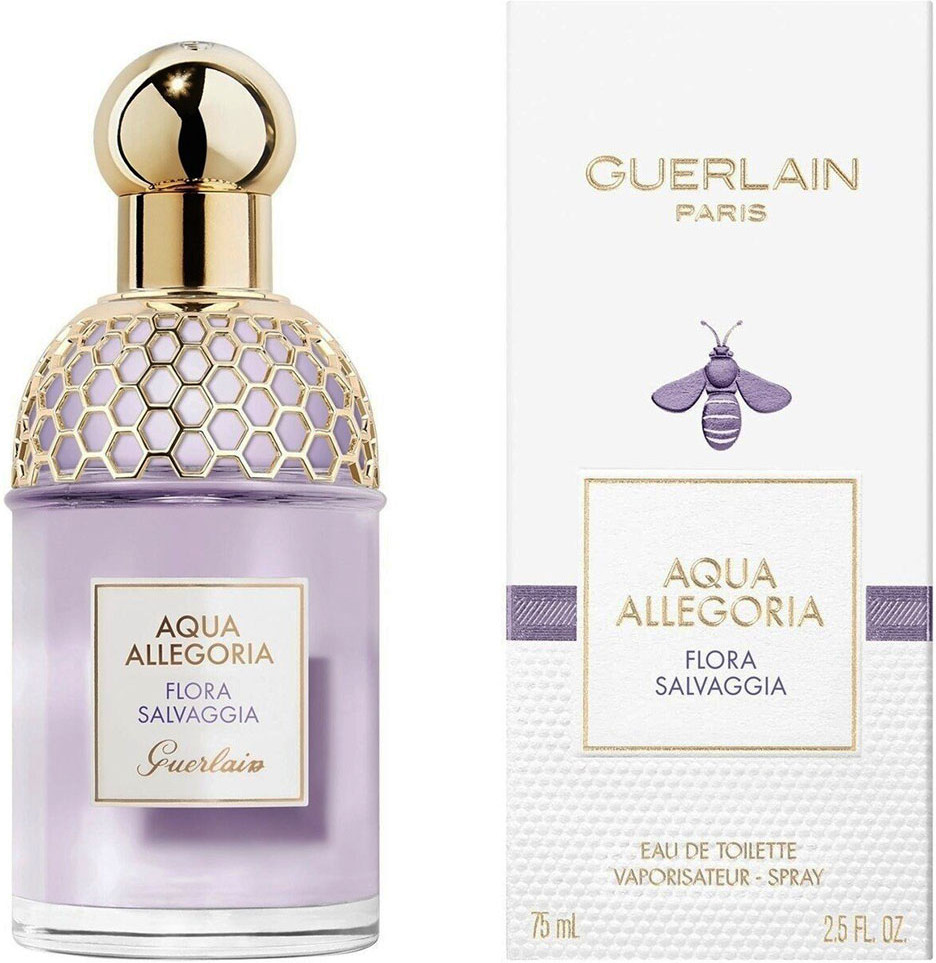 AQUA
ALLEGORIA
FLORA
SALVAGGIA
Guerlain
GUERLAIN
PARIS
AQUA
ALLEGORIA
FLORA
SALVAGGIA
EAU DE TOILETTE
VAPORISATEUR - SPRAY
75 mL
2.5 FL. OZ.